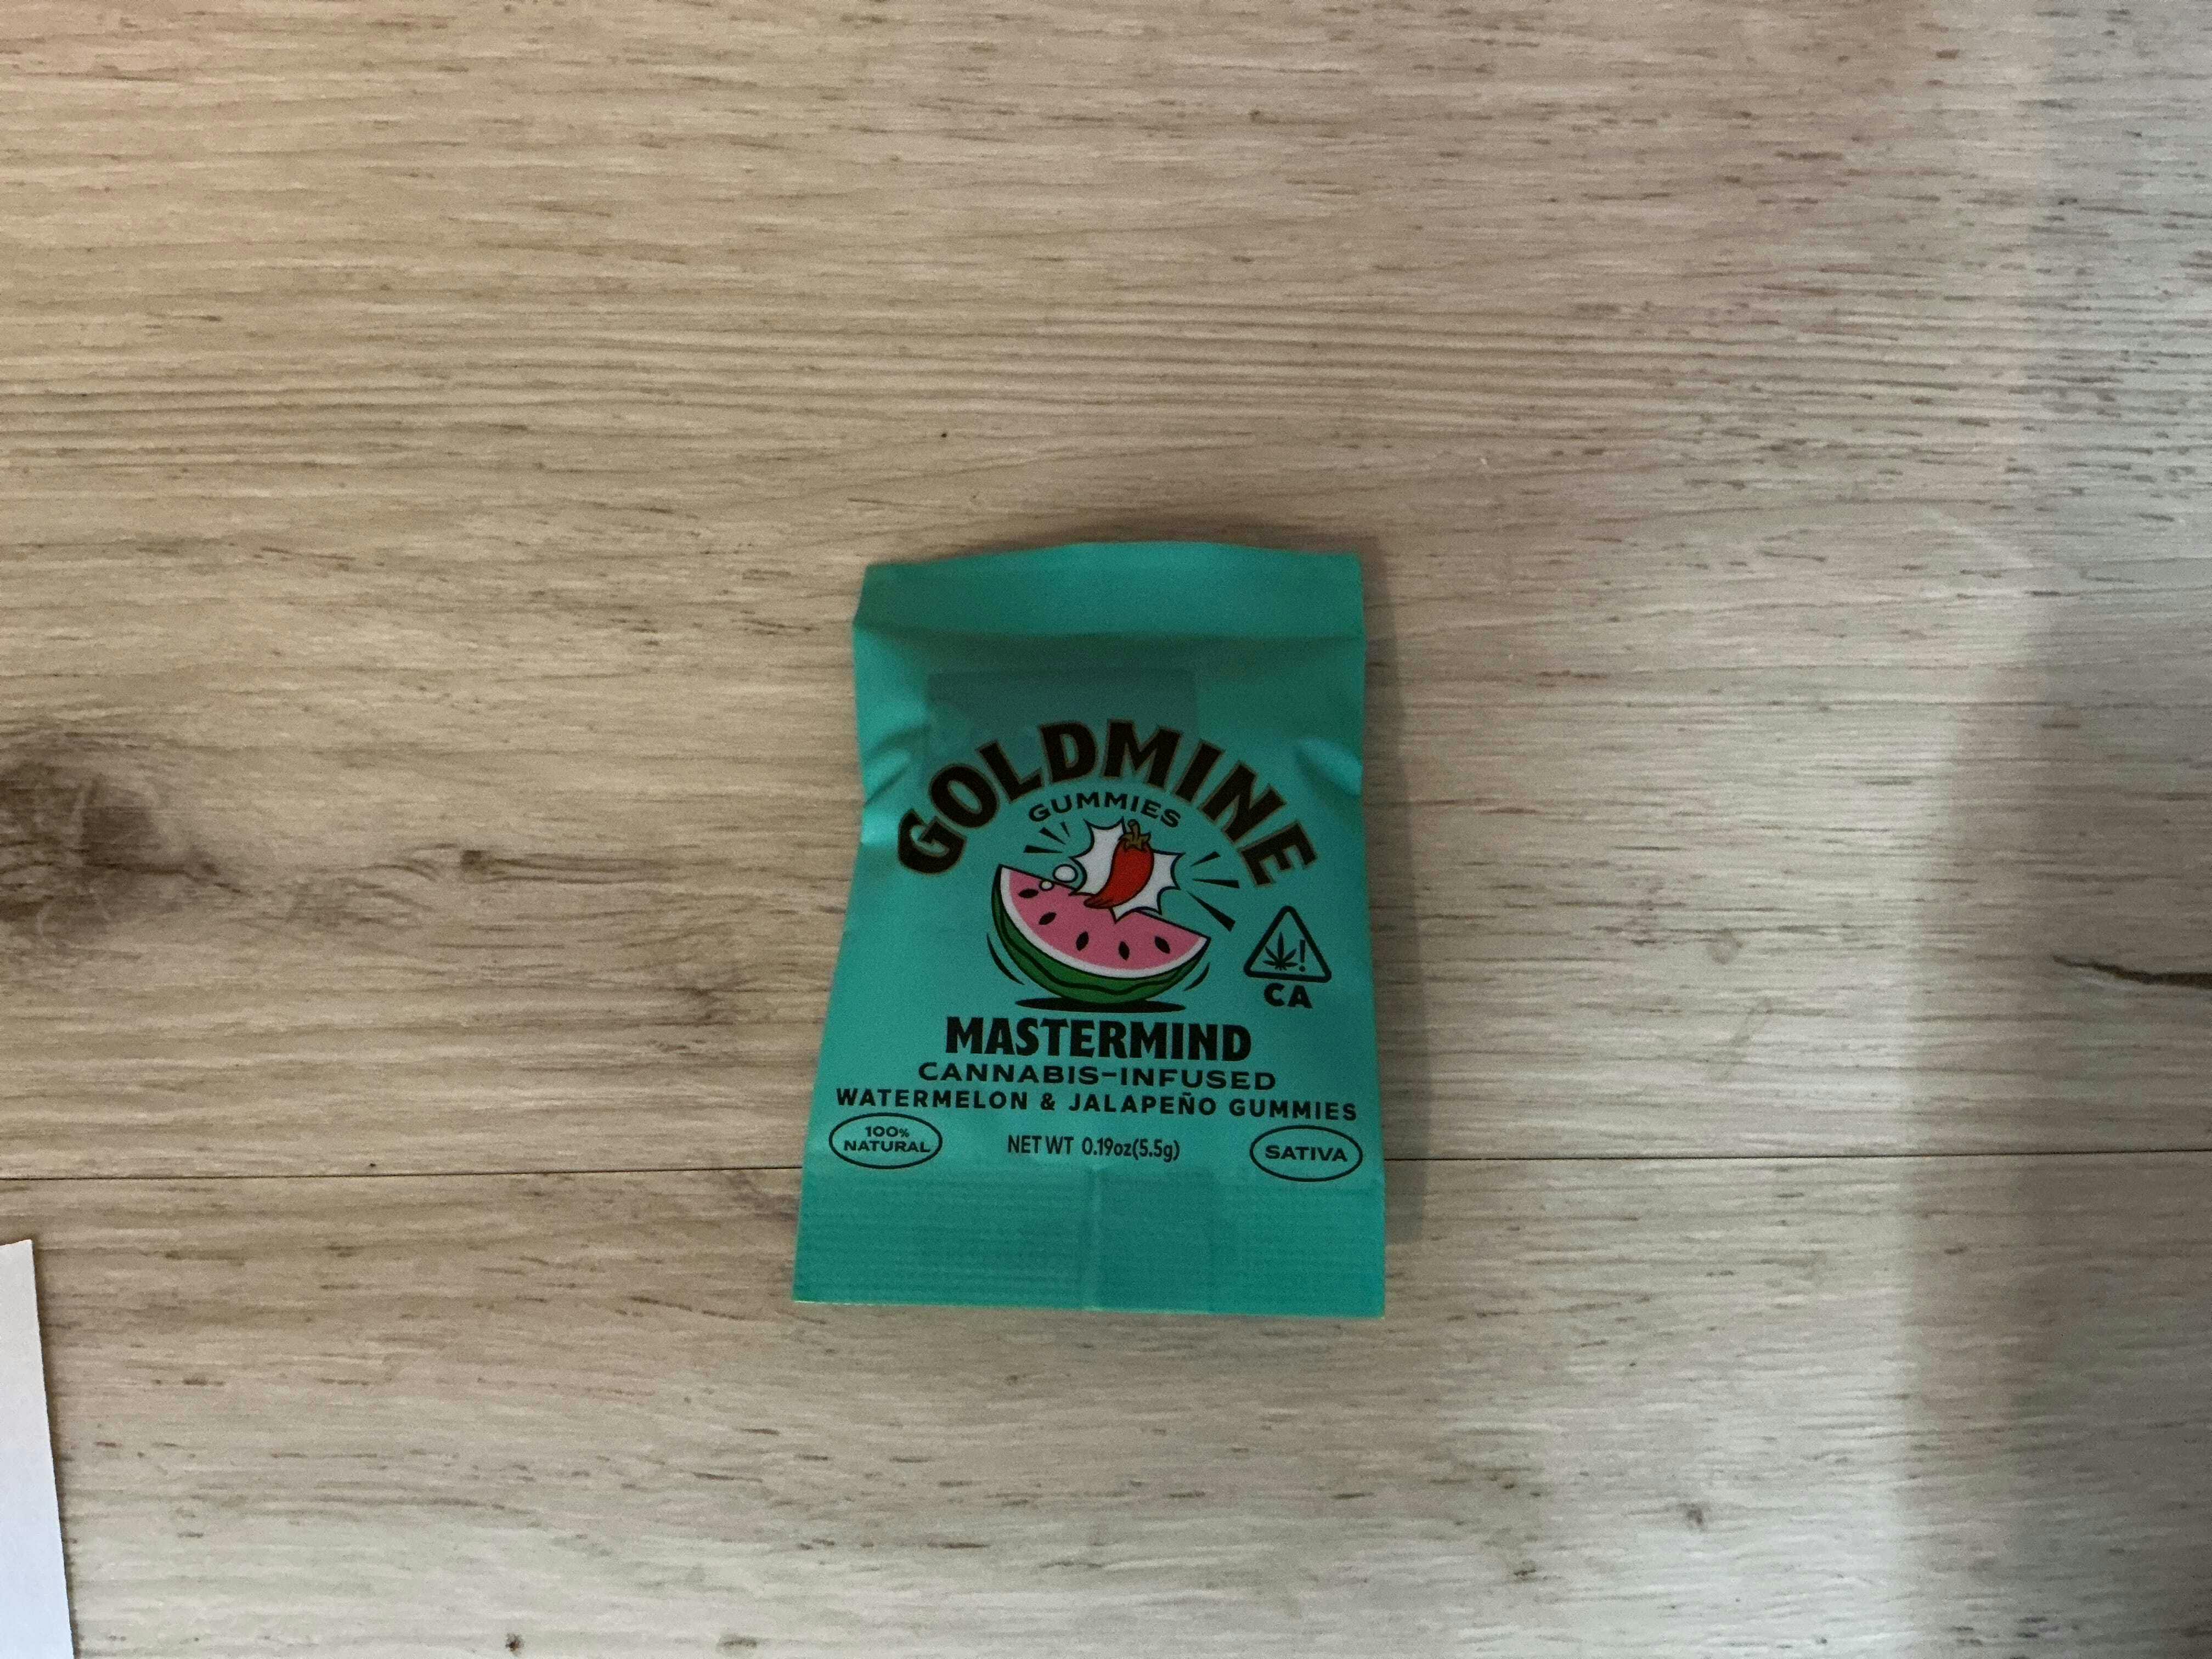 GOLDMINE
GUMMIES
CA
MASTERMIND
CANNABIS-INFUSED
WATERMELON & JALAPEÑO GUMMIES
100%
NATURAL
NET WT 0.19oz(5.5g)
SATIVA